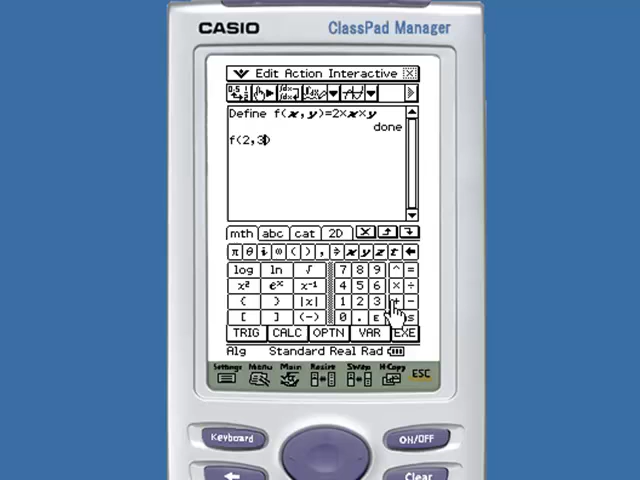 CASIO ClassPad Manager
Edit Action Interactive
Define f(x,y)=2×x×y
done
f(2,3)
mth abc cat 2D
π θ i ∞ ( ) , ⇒ x y z t ←
log ln √ 7 8 9 ^ =
x² eˣ x⁻¹ 4 5 6 × ÷
( ) |x| 1 2 3 + −
[ ] (−) 0 . E
TRIG CALC OPTN VAR EXE
Alg Standard Real Rad
Settings Menu Main Resize Swap H-Copy ESC
Keyboard ON/OFF
Clear